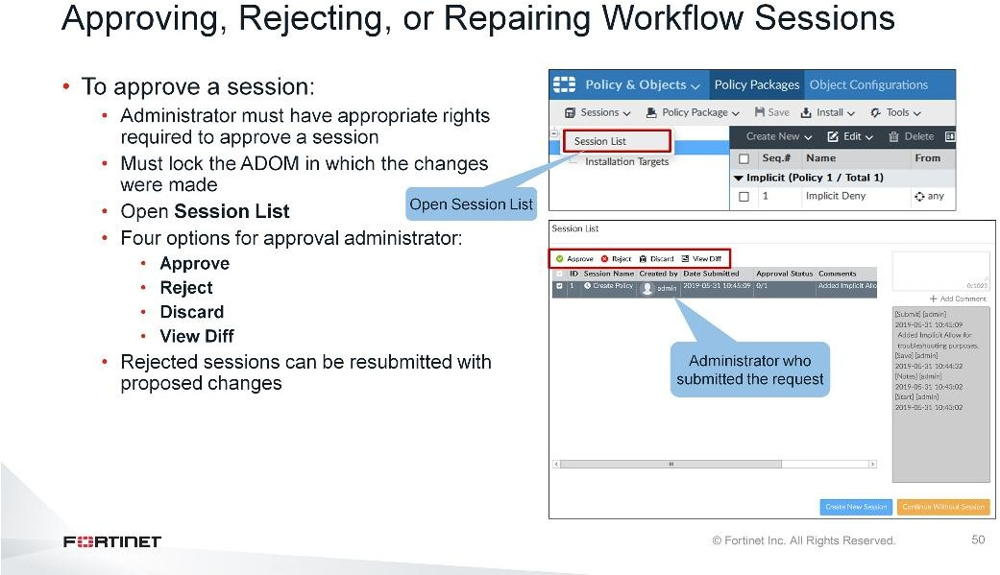 Approving, Rejecting, or Repairing Workflow Sessions
• To approve a session:
• Administrator must have appropriate rights
required to approve a session
• Must lock the ADOM in which the changes
were made
• Open Session List
• Four options for approval administrator:
• Approve
• Reject
• Discard
• View Diff
• Rejected sessions can be resubmitted with
proposed changes
Policy & Objects Policy Packages Object Configurations
Sessions Policy Package Save Install Tools
Session List
Installation Targets
Create New Edit Delete
Seq.# Name From
Implicit (Policy 1 / Total 1)
1 Implicit Deny any
Open Session List
Session List
Approve Reject Discard View Diff
ID Session Name Created by Date Submitted Approval Status Comments
1 Create Policy admin 2019-05-31 10:45:09 0/1 Added Implicit Allo
0/1023
+ Add Comment
[Submit] [admin]
2019-05-31 10:45:09
Added Implicit Allow for
troubleshooting purposes.
[Save] [admin]
2019-05-31 10:44:32
[Notes] [admin]
2019-05-31 10:43:02
[Start] [admin]
2019-05-31 10:43:02
Administrator who
submitted the request
Create New Session Continue Without Session
FORTINET
© Fortinet Inc. All Rights Reserved. 50